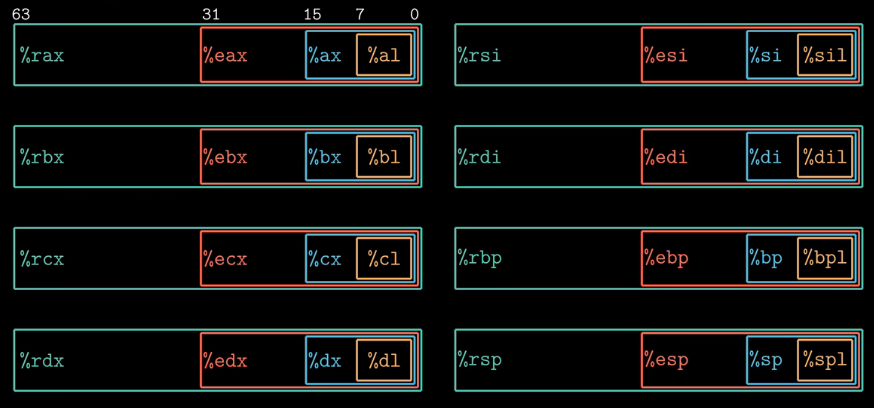 63 31 15 7 0
%rax %eax %ax %al %rsi %esi %si %sil
%rbx %ebx %bx %bl %rdi %edi %di %dil
%rcx %ecx %cx %cl %rbp %ebp %bp %bpl
%rdx %edx %dx %dl %rsp %esp %sp %spl